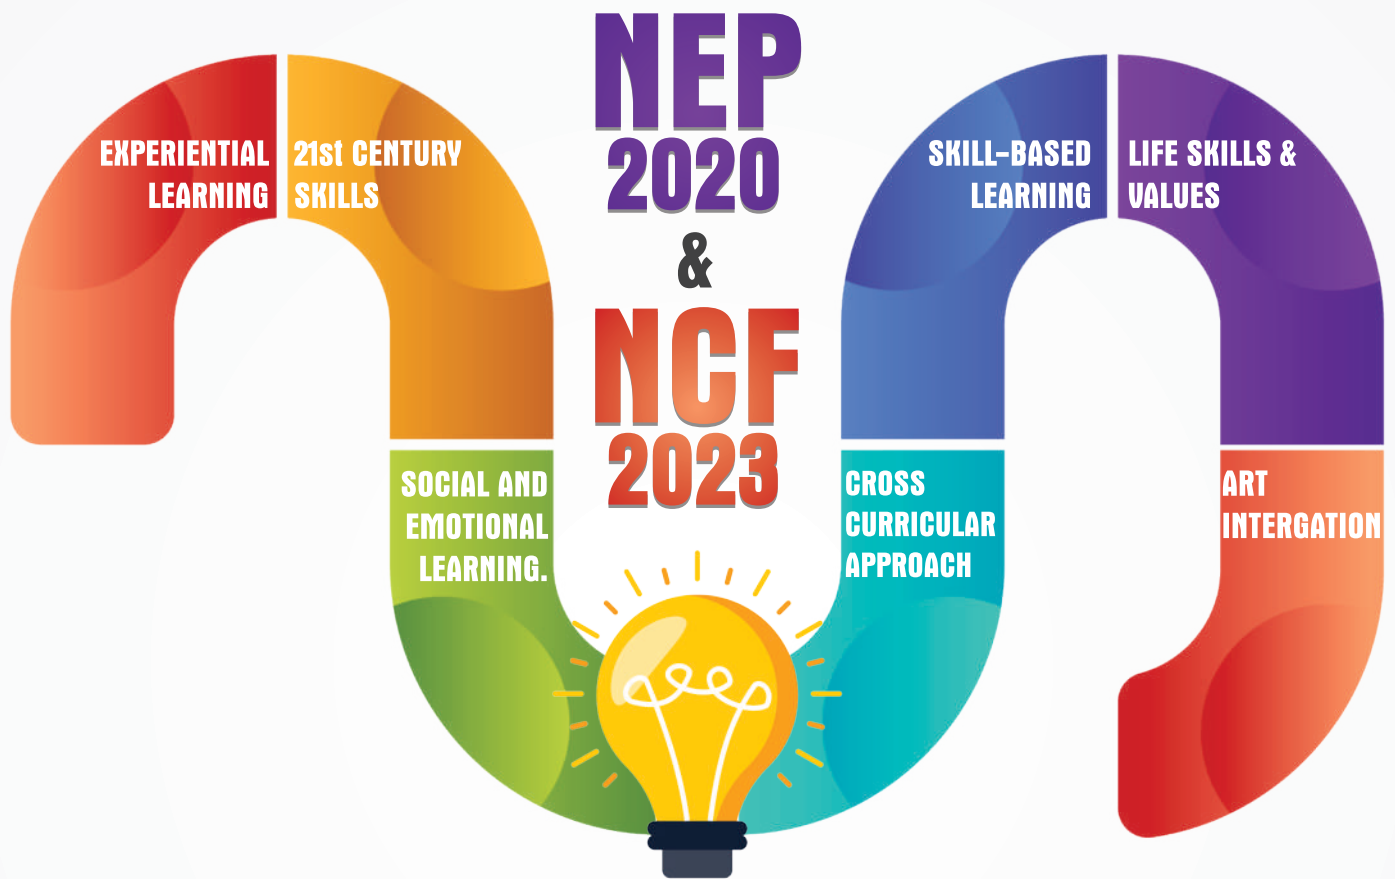 NEP
2020
&
NCF
2023
EXPERIENTIAL
LEARNING
21st CENTURY
SKILLS
SOCIAL AND
EMOTIONAL
LEARNING.
CROSS
CURRICULAR
APPROACH
SKILL-BASED
LEARNING
LIFE SKILLS &
VALUES
ART
INTERGATION